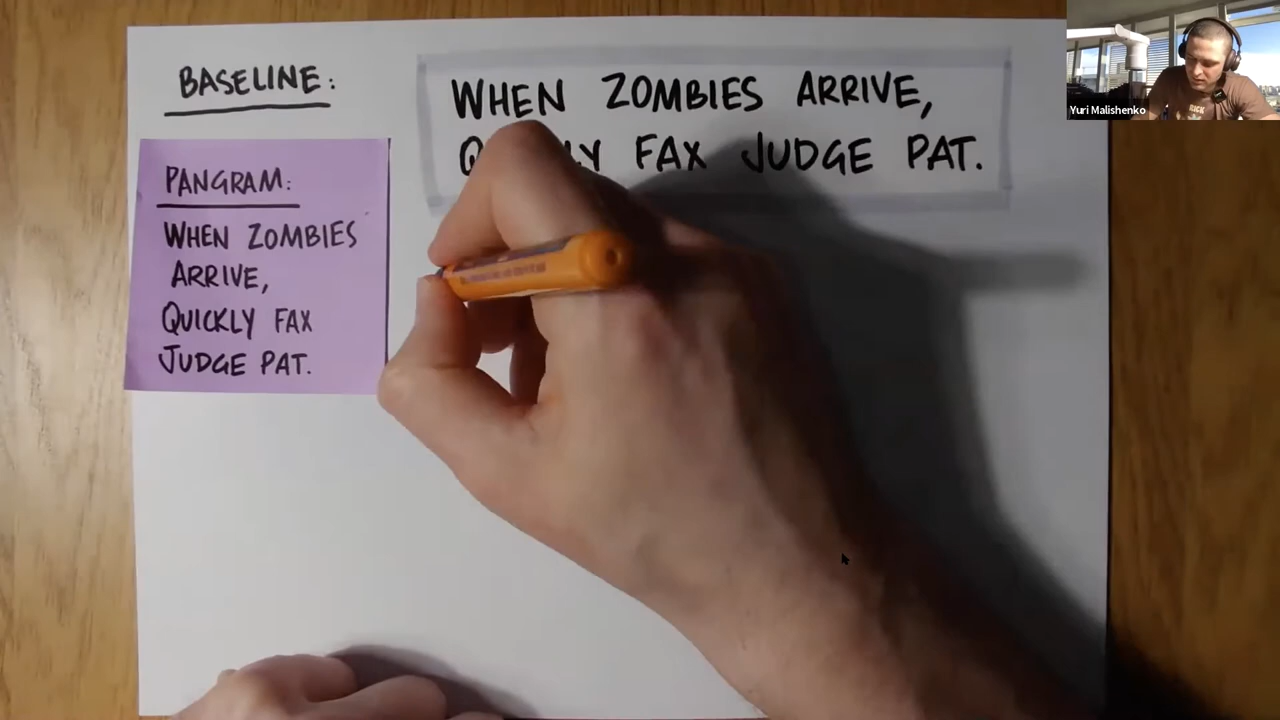 BASELINE:
WHEN ZOMBIES ARRIVE,
FAX JUDGE PAT.
PANGRAM:
WHEN ZOMBIES
ARRIVE,
QUICKLY FAX
JUDGE PAT.
Yuri Malishenko